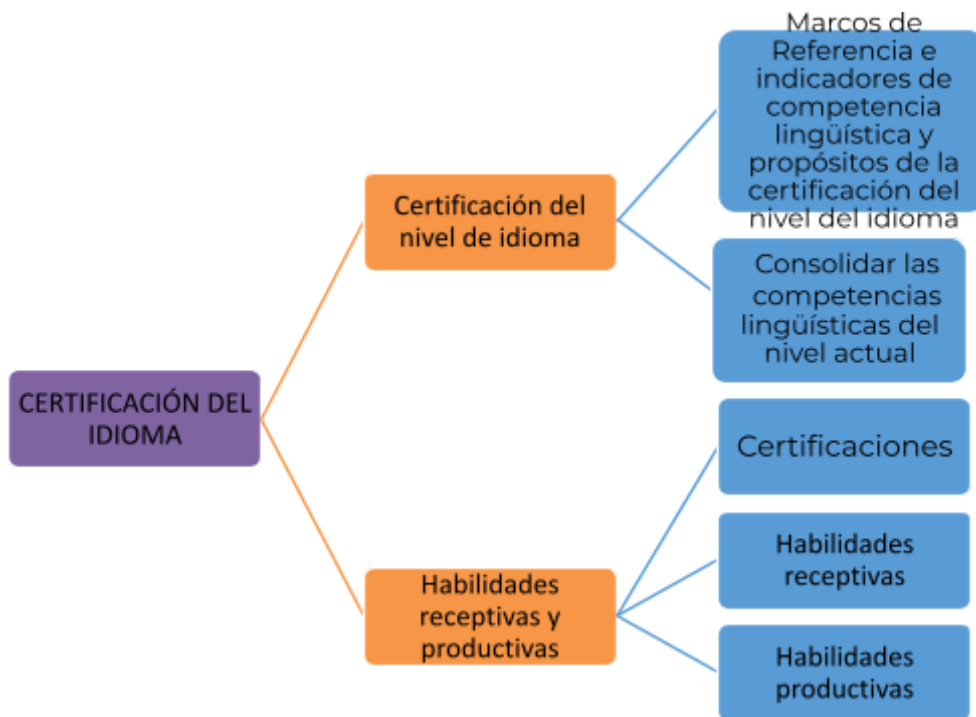 CERTIFICACIÓN DEL
IDIOMA
Certificación del
nivel de idioma
Marcos de
Referencia e
indicadores de
competencia
lingüística y
propósitos de la
certificación del
nivel del idioma
Consolidar las
competencias
lingüísticas del
nivel actual
Habilidades
receptivas y
productivas
Certificaciones
Habilidades
receptivas
Habilidades
productivas